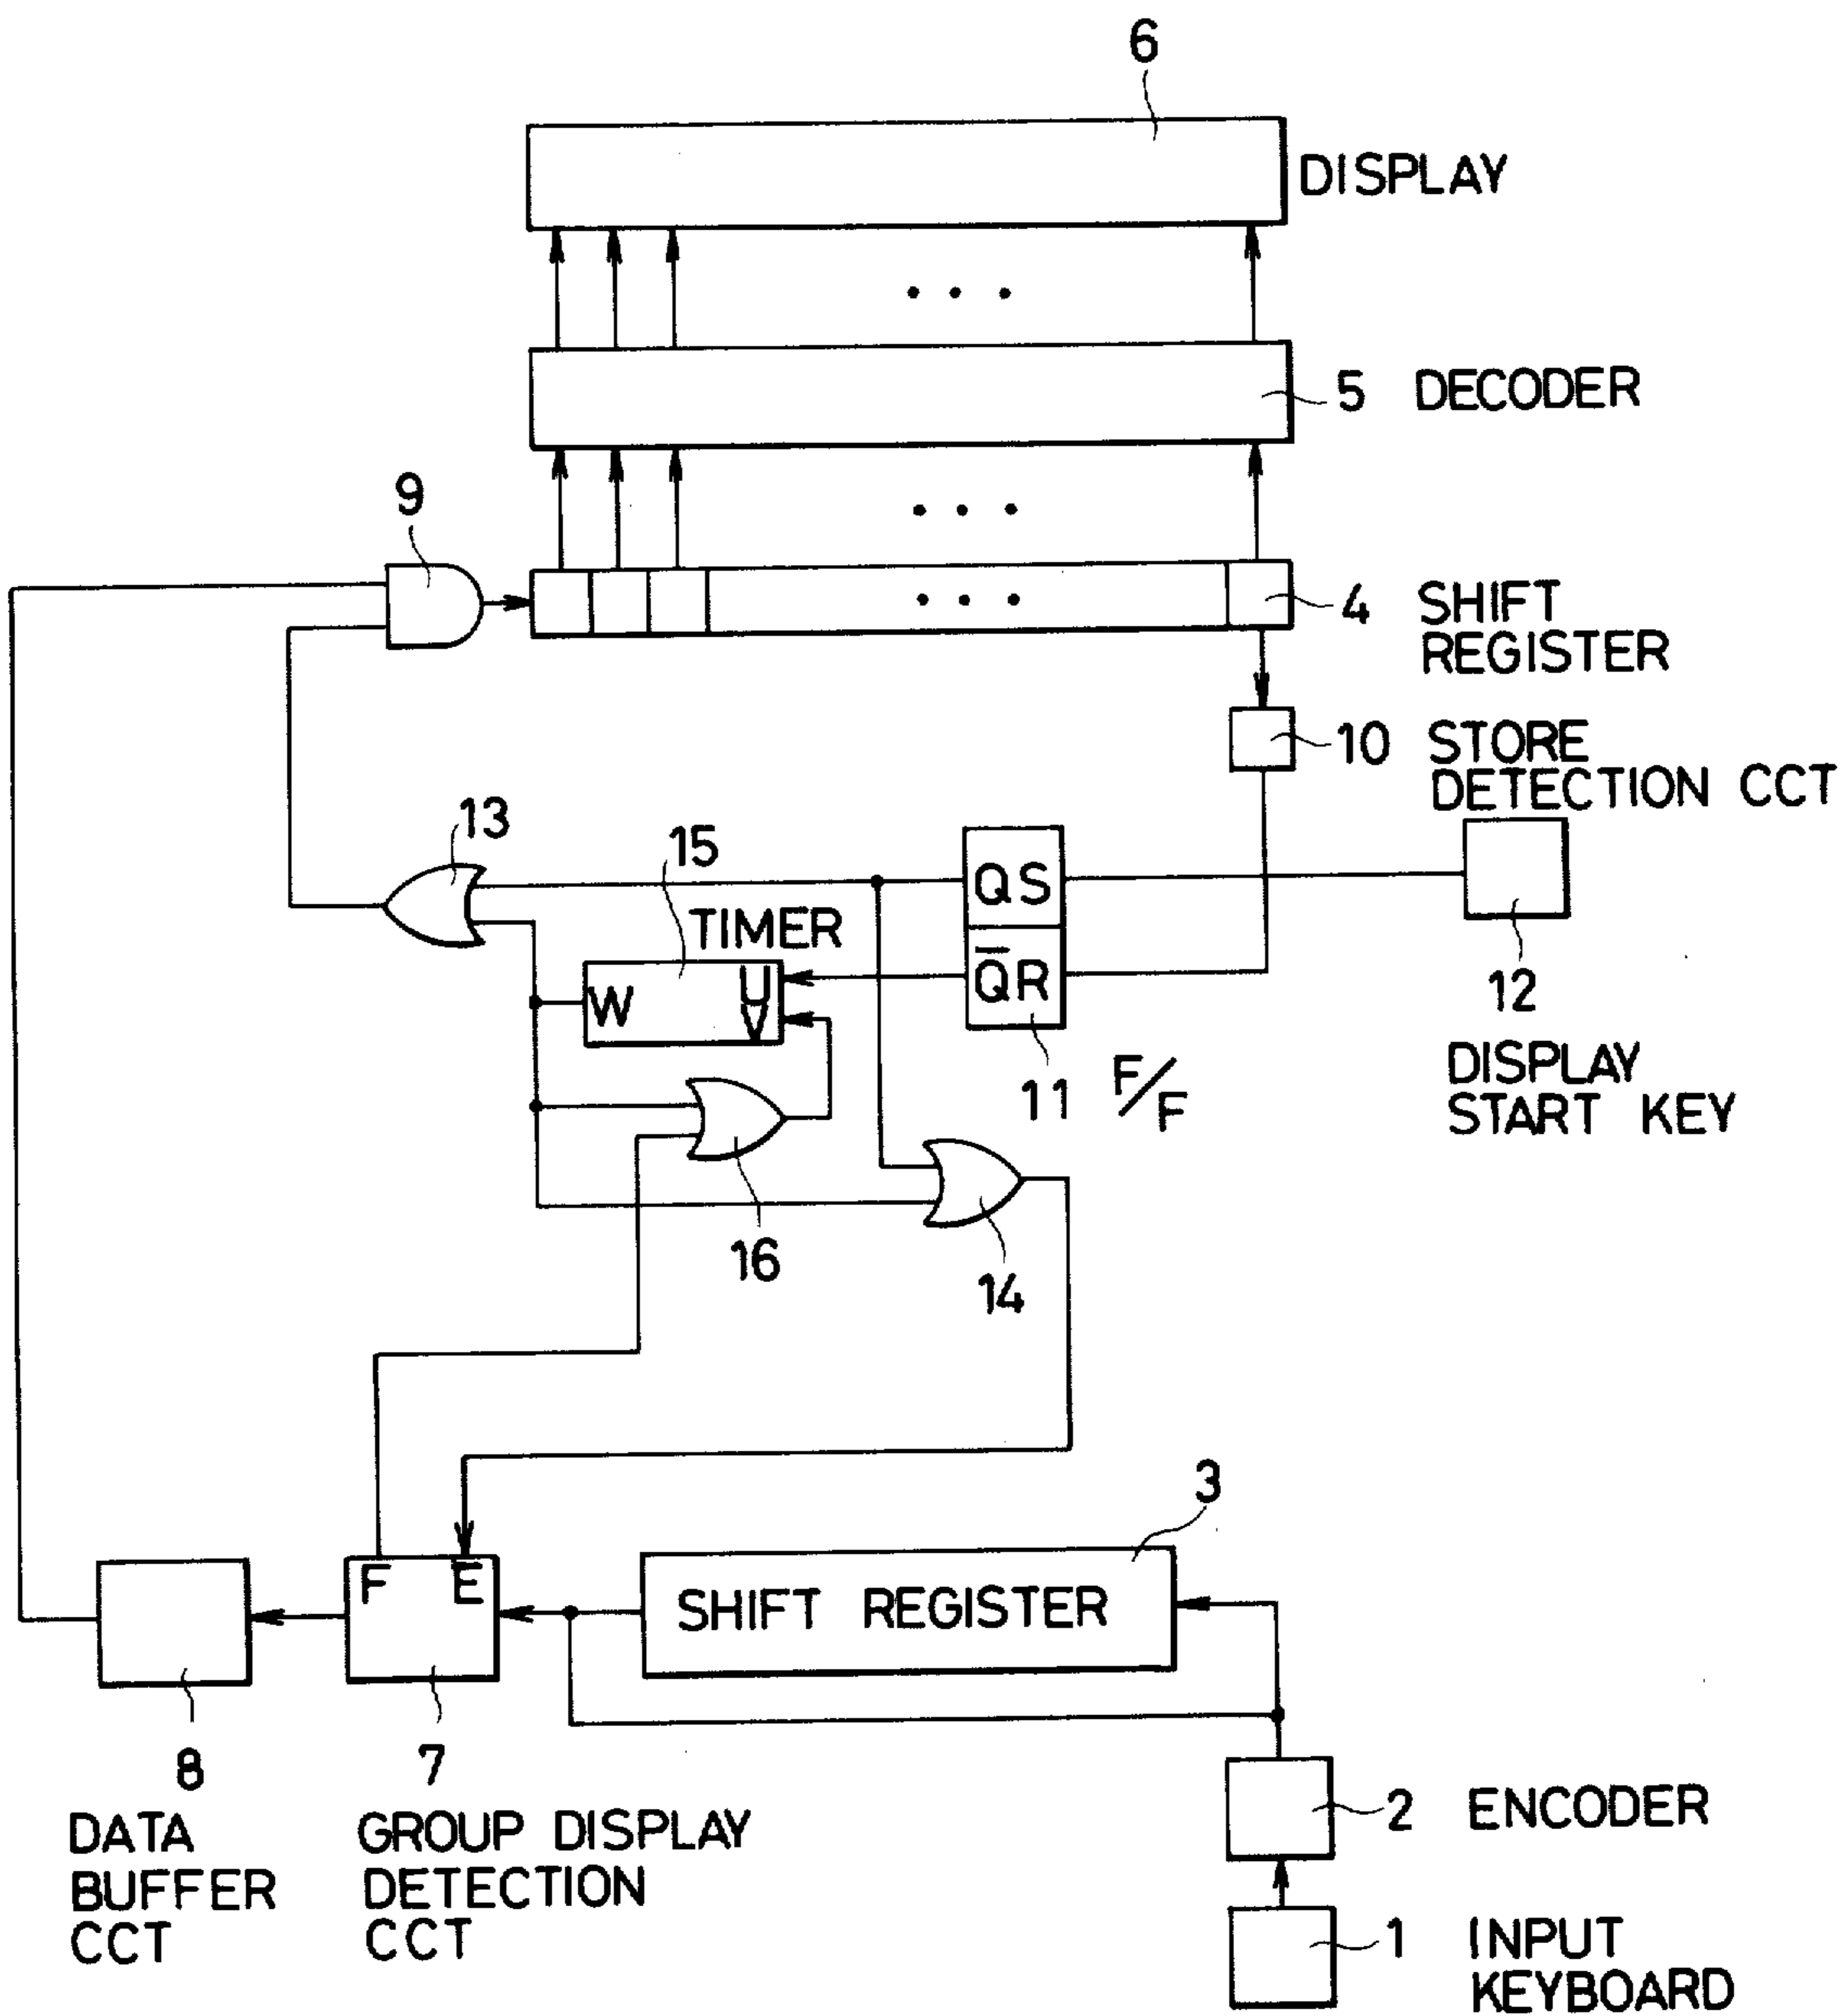 6
DISPLAY
5 DECODER
9
4 SHIFT
REGISTER
10 STORE
DETECTION CCT
13
15
TIMER
QS
Q̅R
W
U
V
12
DISPLAY
START KEY
11 F/F
16
14
3
SHIFT REGISTER
F
E
8
DATA
BUFFER
CCT
7
GROUP DISPLAY
DETECTION
CCT
2 ENCODER
1 INPUT
KEYBOARD